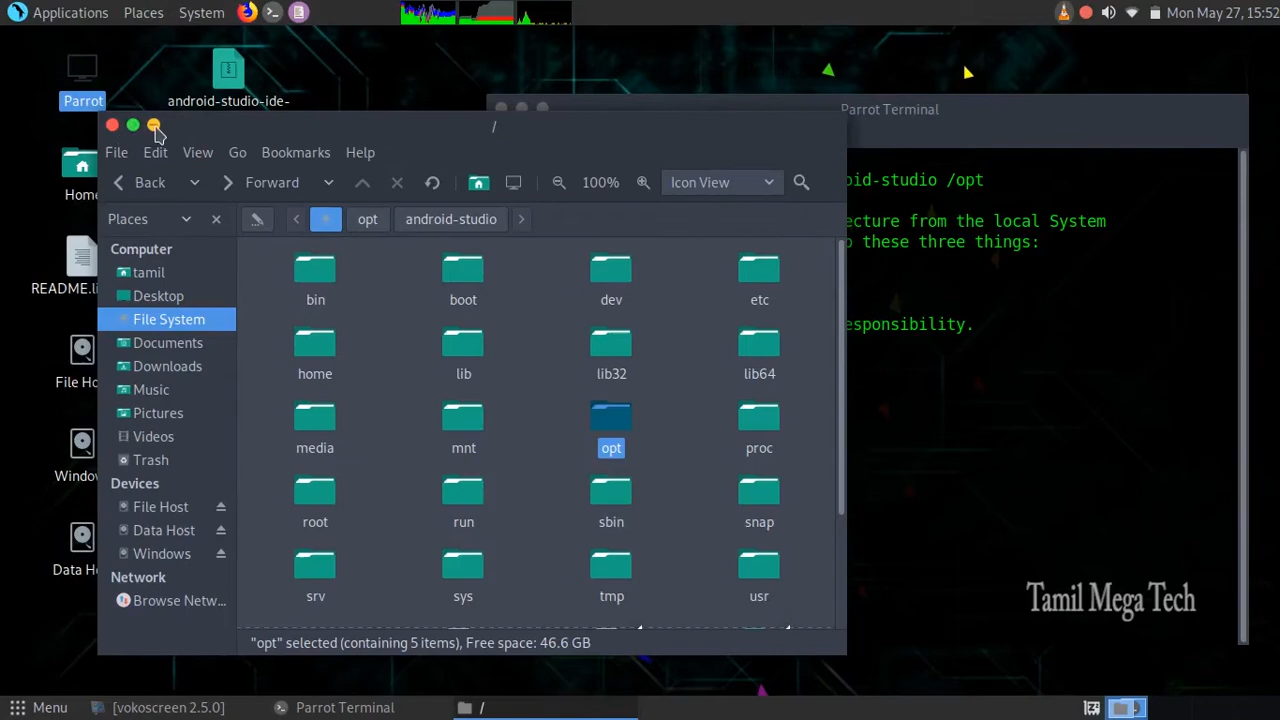 Applications Places System
Mon May 27, 15:52
Parrot
android-studio-ide-
Home
README.li
File Ho
Windo
Data Ho
Parrot Terminal
oid-studio /opt
ecture from the local System
o these three things:
esponsibility.
/
File Edit View Go Bookmarks Help
Back Forward 100% Icon View
Places opt android-studio
Computer
tamil
Desktop
File System
Documents
Downloads
Music
Pictures
Videos
Trash
Devices
File Host
Data Host
Windows
Network
Browse Netw...
bin boot dev etc
home lib lib32 lib64
media mnt opt proc
root run sbin snap
srv sys tmp usr
"opt" selected (containing 5 items), Free space: 46.6 GB
Tamil Mega Tech
Menu [vokoscreen 2.5.0] Parrot Terminal /